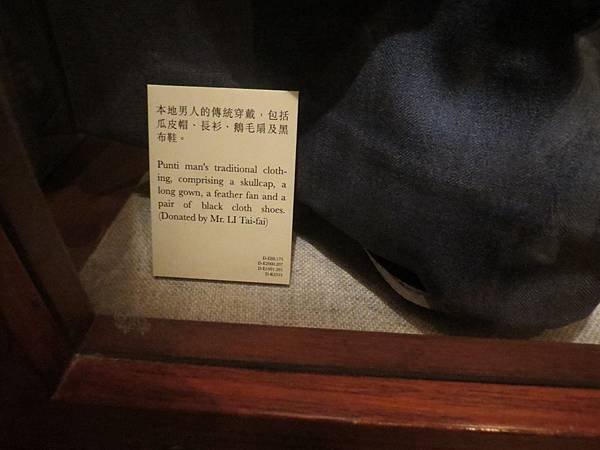 本地男人的傳統穿戴，包括
瓜皮帽、長衫、鵝毛扇及黑
布鞋。
Punti man's traditional cloth-
ing, comprising a skullcap, a
long gown, a feather fan and a
pair of black cloth shoes.
(Donated by Mr. LI Tai-fai)